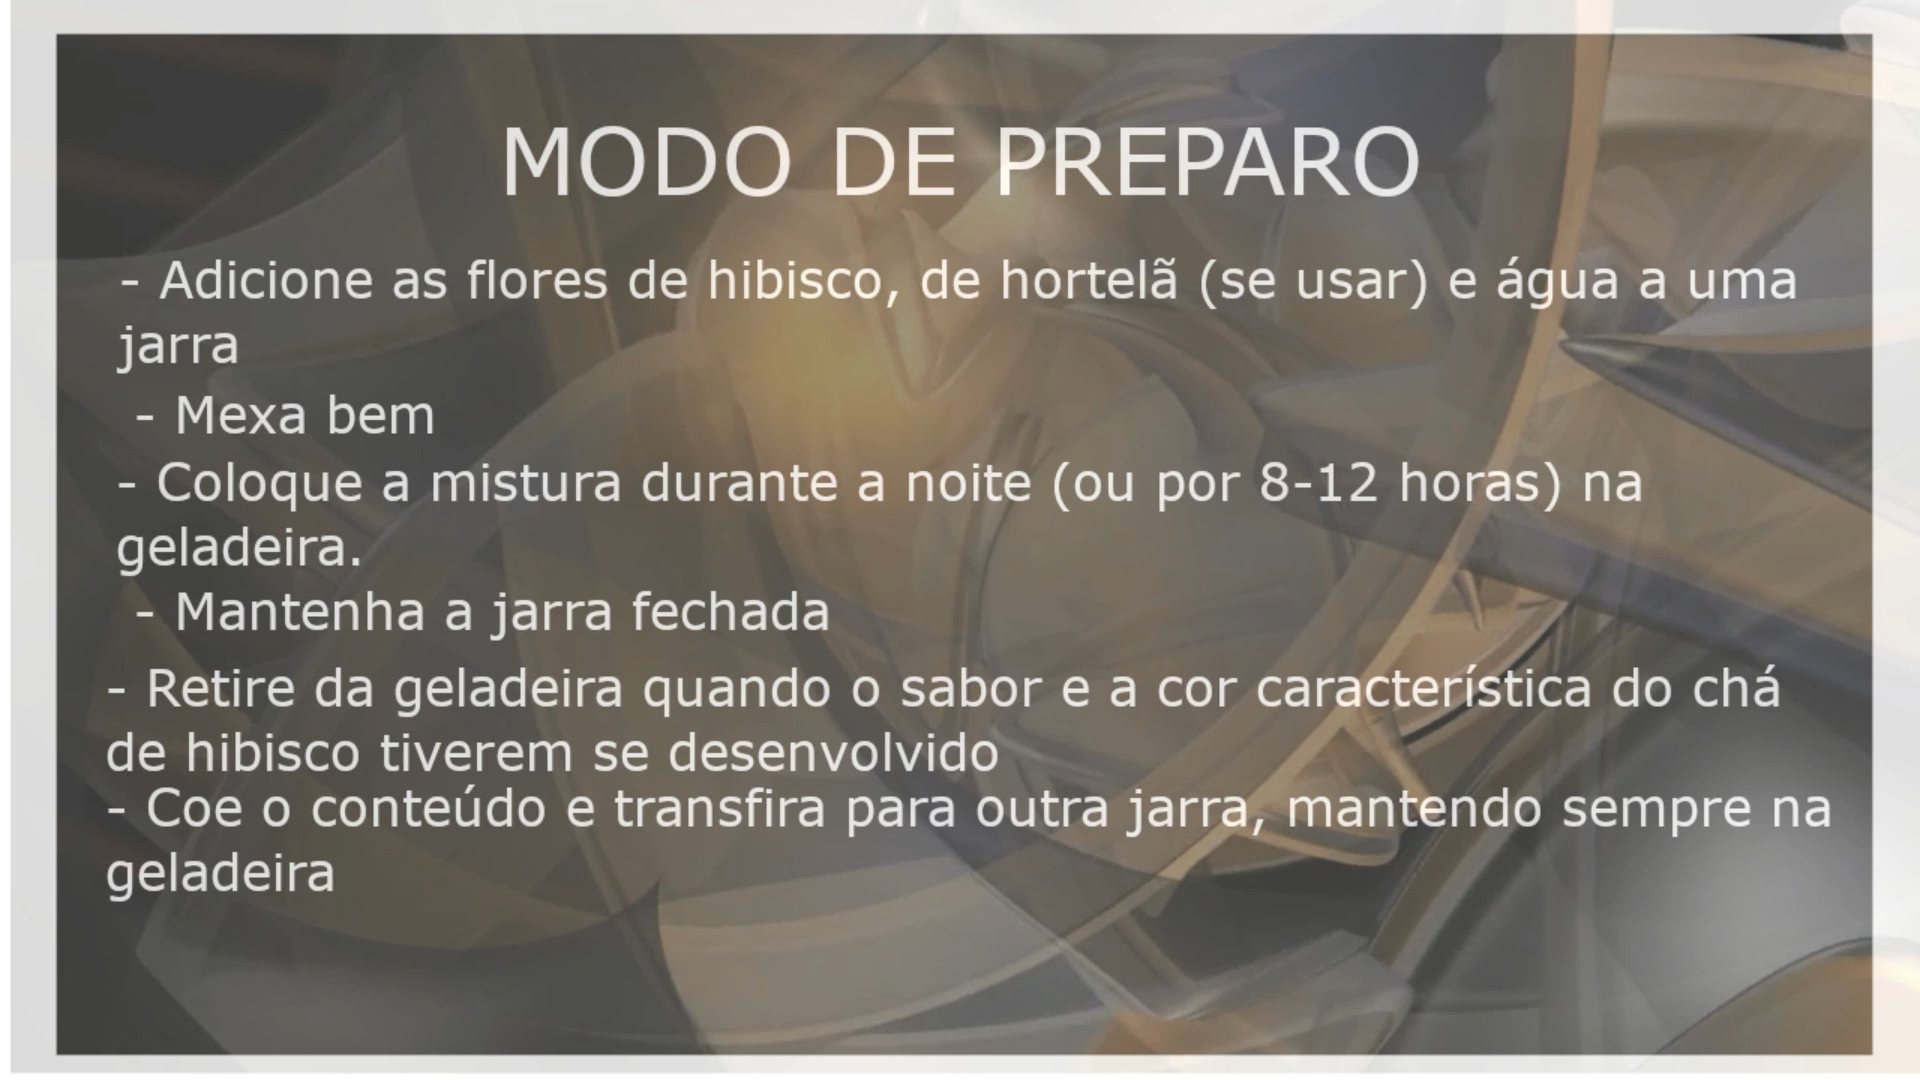 MODO DE PREPARO
- Adicione as flores de hibisco, de hortelã (se usar) e água a uma
jarra
- Mexa bem
- Coloque a mistura durante a noite (ou por 8-12 horas) na
geladeira.
- Mantenha a jarra fechada
- Retire da geladeira quando o sabor e a cor característica do chá
de hibisco tiverem se desenvolvido
- Coe o conteúdo e transfira para outra jarra, mantendo sempre na
geladeira